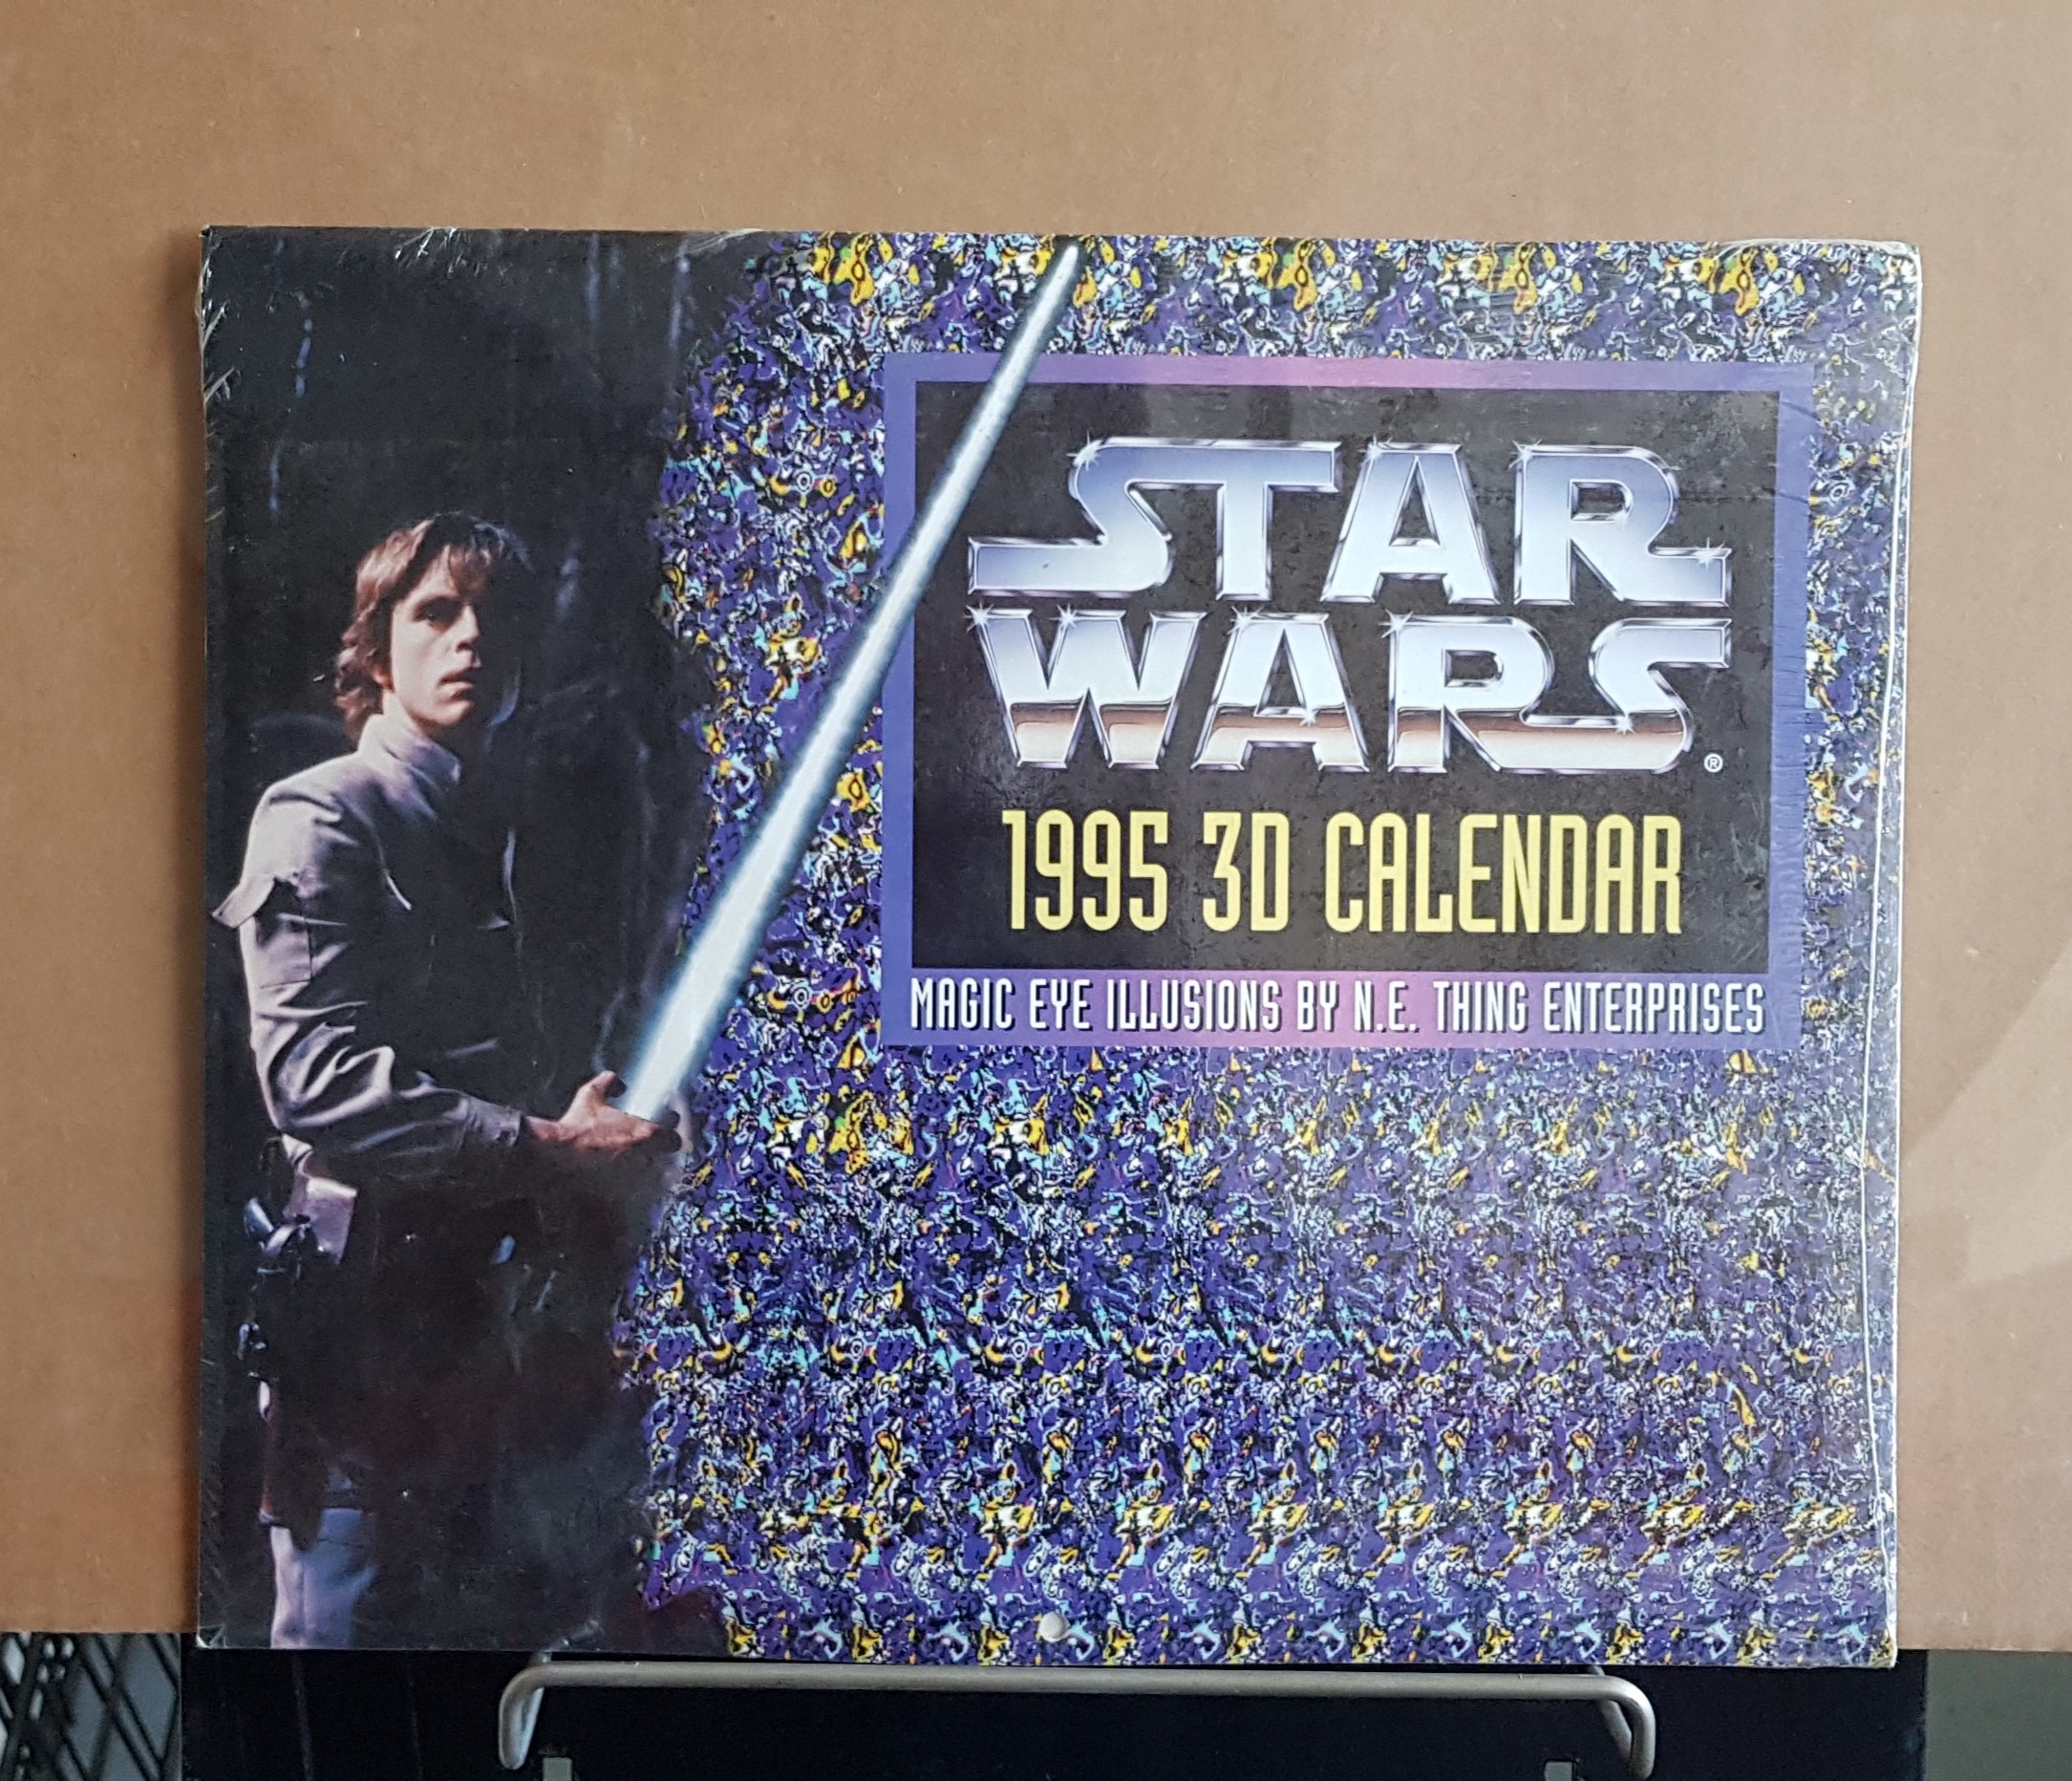 STAR
WARS®
1995 3D CALENDAR
MAGIC EYE ILLUSIONS BY N.E. THING ENTERPRISES